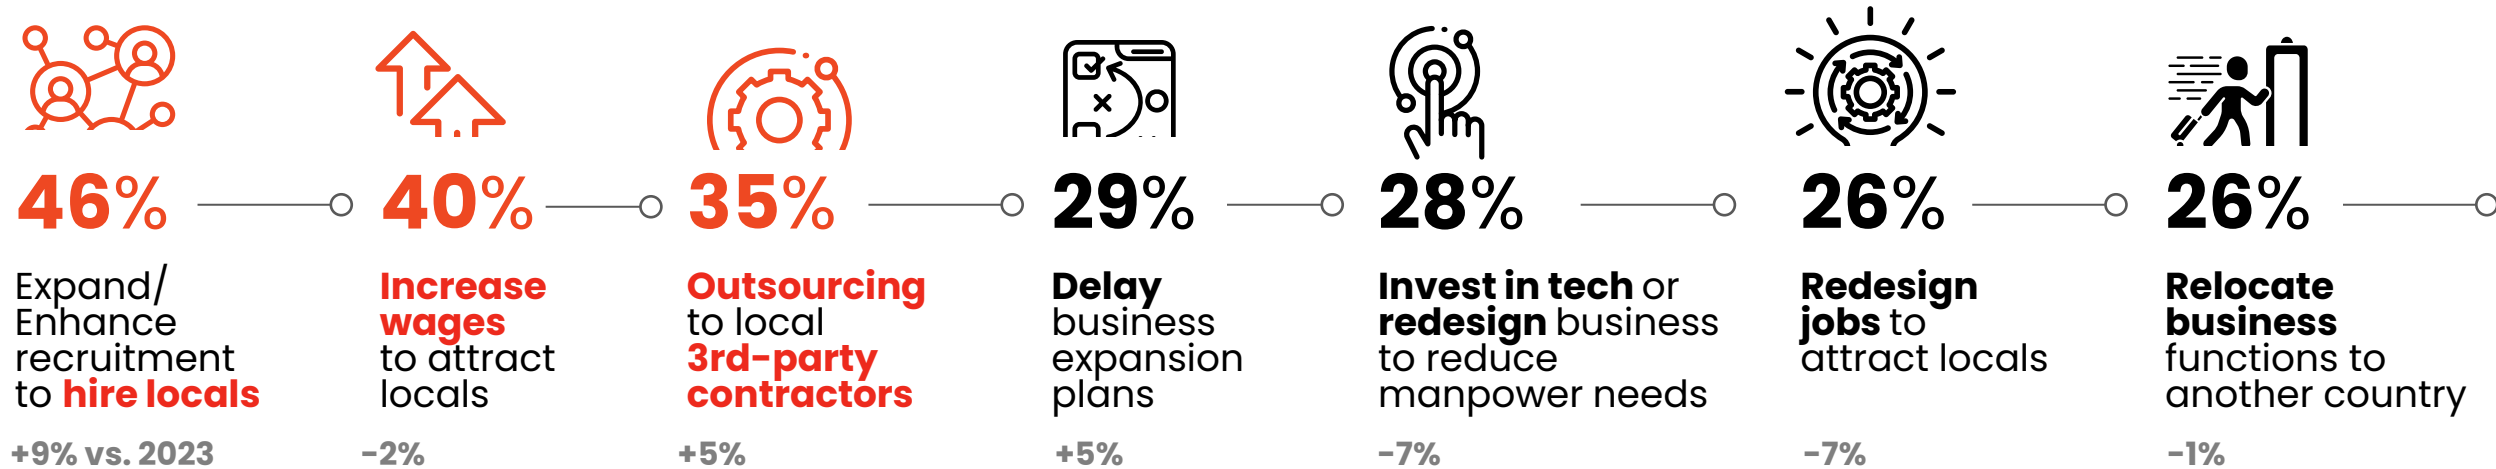 46%
Expand/
Enhance
recruitment
to hire locals
+9% vs. 2023
40%
Increase
wages
to attract
locals
-2%
35%
Outsourcing
to local
3rd-party
contractors
+5%
29%
Delay
business
expansion
plans
+5%
28%
Invest in tech or
redesign business
to reduce
manpower needs
-7%
26%
Redesign
jobs to
attract locals
-7%
26%
Relocate
business
functions to
another country
-1%